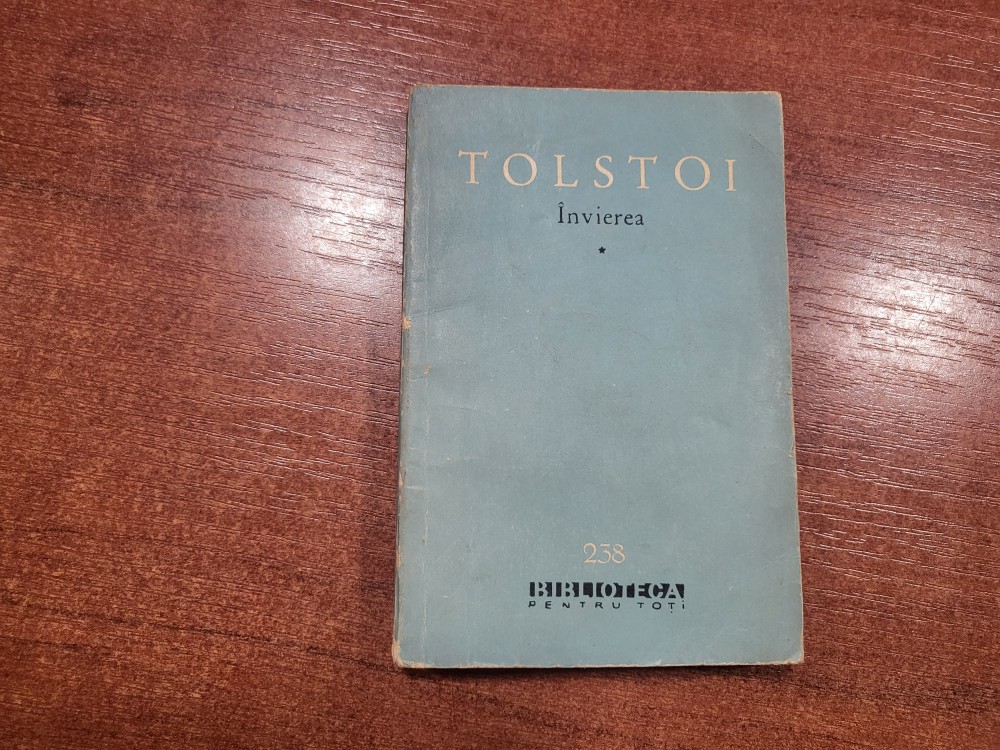 TOLSTOI
Învierea
*
238
BIBLIOTECA
PENTRU TOȚI